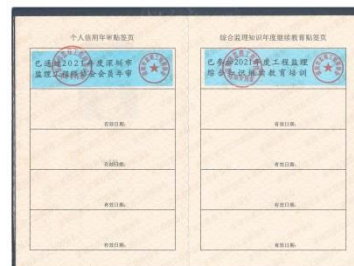 个人信用年审贴签页
已通过2021年度深圳市
监理工程师协会会员年审
有效日期:
有效日期:
有效日期:
有效日期:
综合监理知识年度继续教育贴签页
已参加2021年度工程监理
综合知识继续教育培训
有效日期:
有效日期:
有效日期:
有效日期: